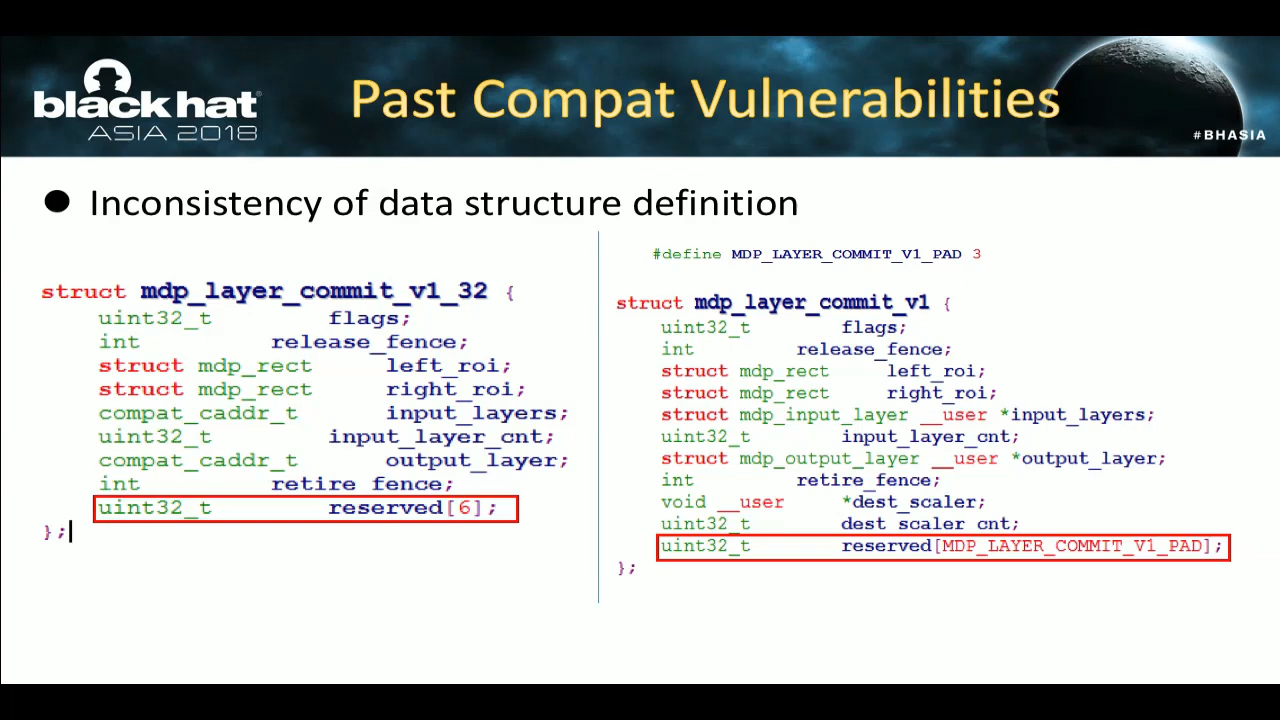 black hat
ASIA 2018
Past Compat Vulnerabilities
#BHASIA
● Inconsistency of data structure definition
struct mdp_layer_commit_v1_32 {
uint32_t flags;
int release_fence;
struct mdp_rect left_roi;
struct mdp_rect right_roi;
compat_caddr_t input_layers;
uint32_t input_layer_cnt;
compat_caddr_t output_layer;
int retire_fence;
uint32_t reserved[6];
};
#define MDP_LAYER_COMMIT_V1_PAD 3
struct mdp_layer_commit_v1 {
uint32_t flags;
int release_fence;
struct mdp_rect left_roi;
struct mdp_rect right_roi;
struct mdp_input_layer __user *input_layers;
uint32_t input_layer_cnt;
struct mdp_output_layer __user *output_layer;
int retire_fence;
void __user *dest_scaler;
uint32_t dest_scaler_cnt;
uint32_t reserved[MDP_LAYER_COMMIT_V1_PAD];
};